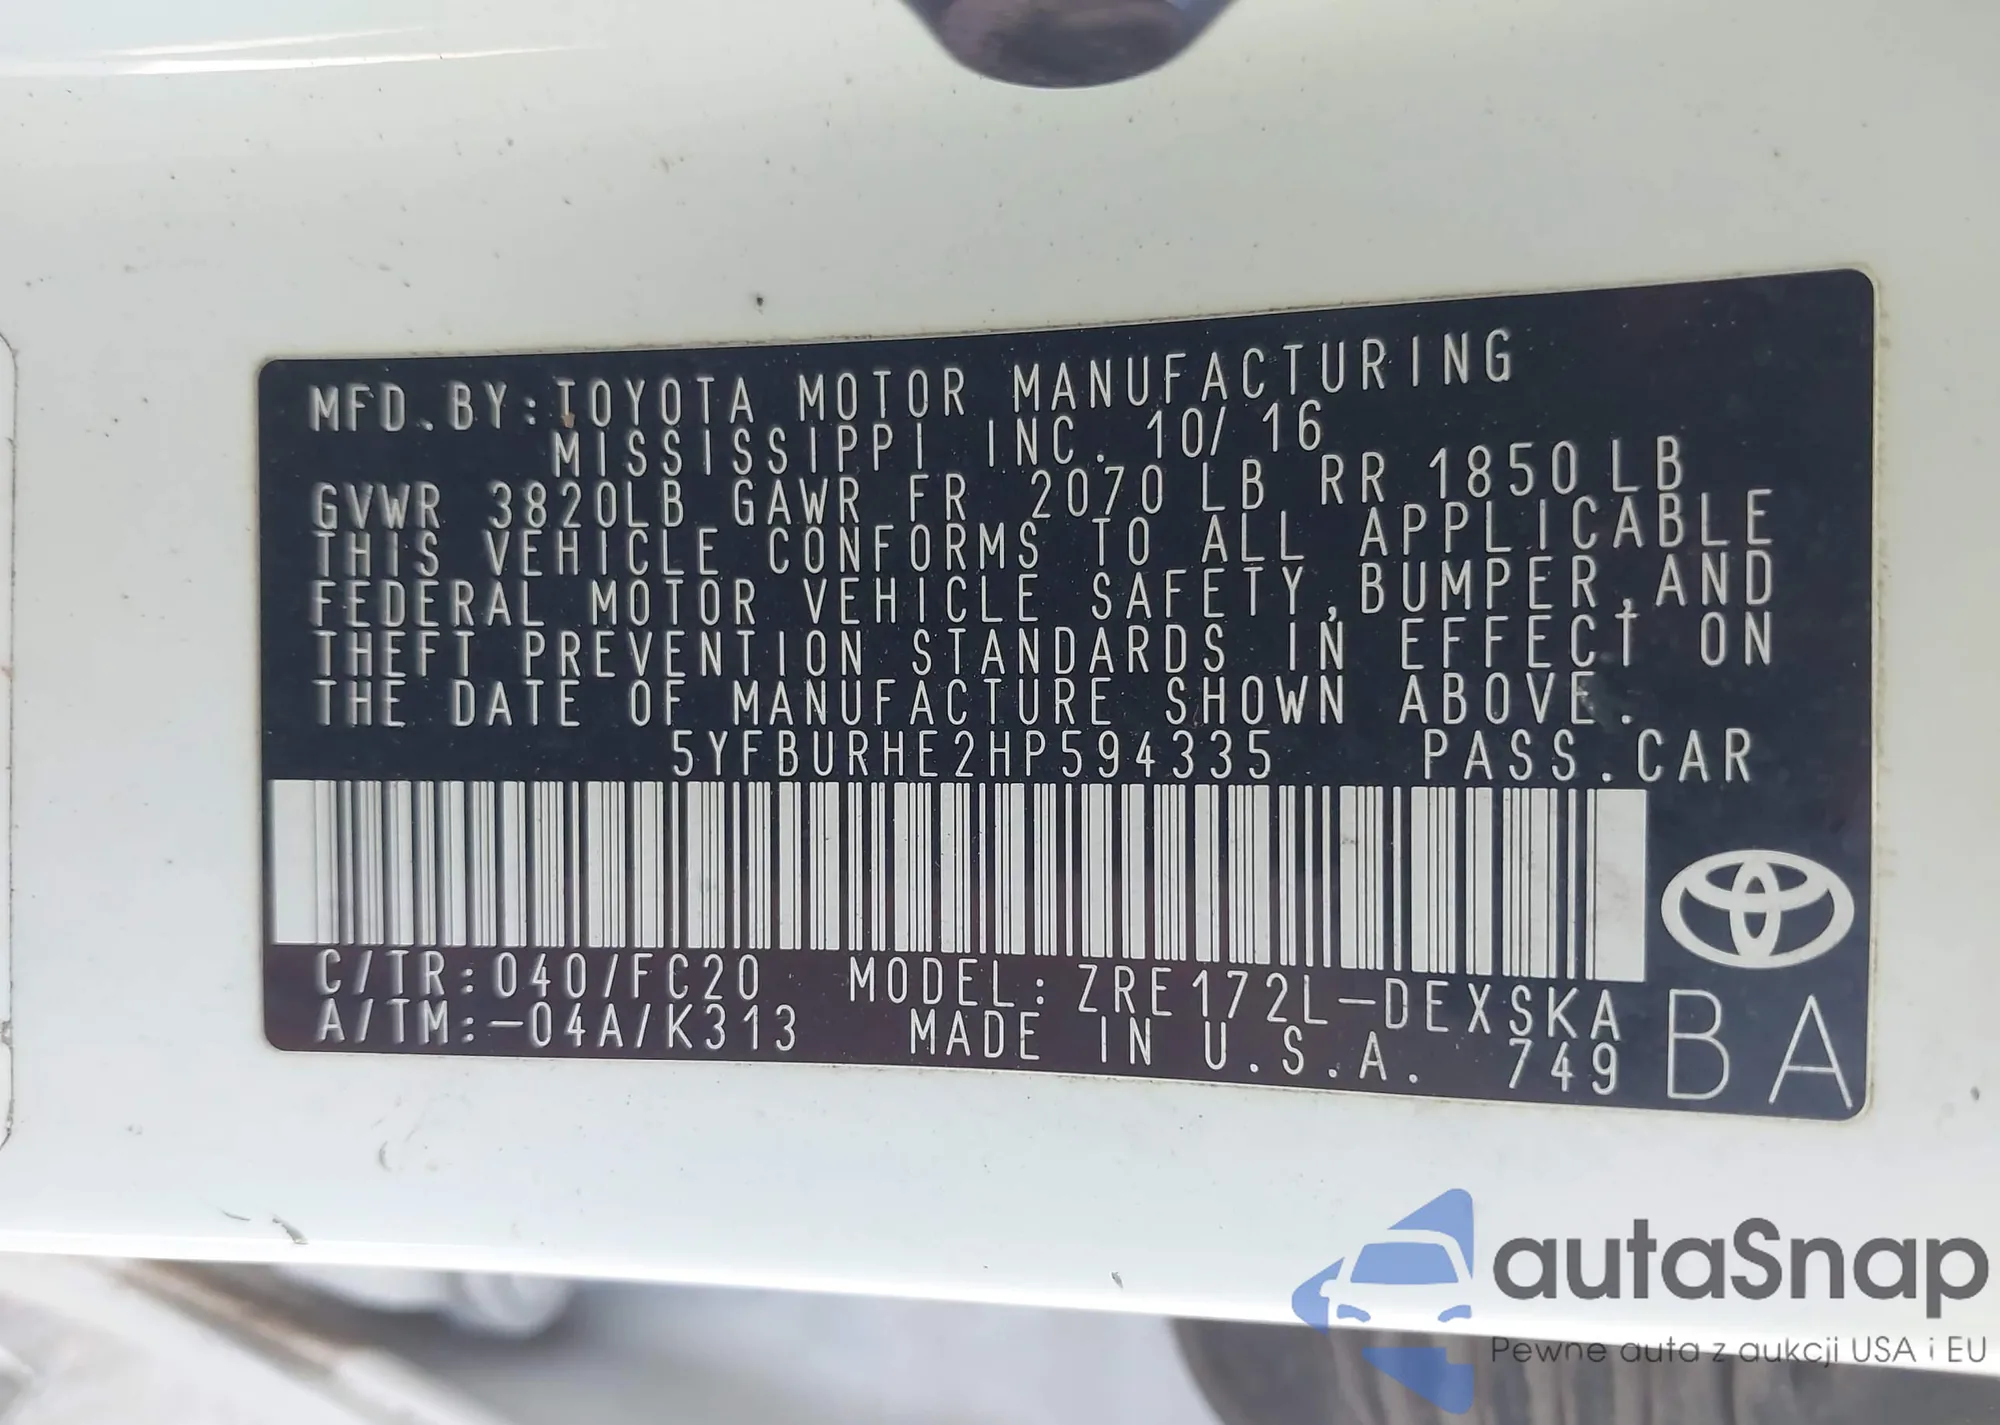 MFD.BY:TOYOTA MOTOR MANUFACTURING
MISSISSIPPI INC. 10/16
GVWR 3820LB GAWR FR 2070 LB RR 1850LB
THIS VEHICLE CONFORMS TO ALL APPLICABLE
FEDERAL MOTOR VEHICLE SAFETY,BUMPER,AND
THEFT PREVENTION STANDARDS IN EFFECT ON
THE DATE OF MANUFACTURE SHOWN ABOVE.
5YFBURHE2HP594335 PASS.CAR
C/TR:040/FC20 MODEL:ZRE172L-DEXSKA
A/TM:-04A/K313 MADE IN U.S.A. 749
BA
autaSnap
Pewne auta z aukcji USA i EU